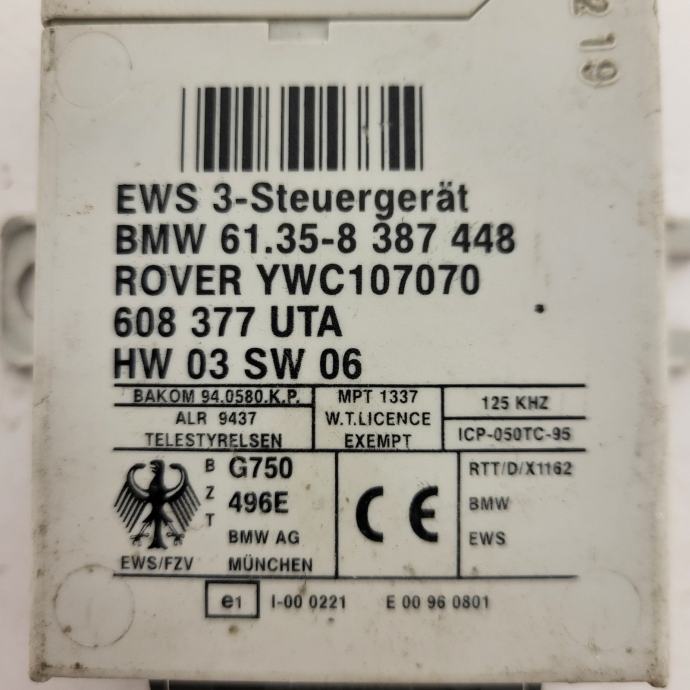 219
EWS 3-Steuergerät
BMW 61.35-8 387 448
ROVER YWC107070
608 377 UTA
HW 03 SW 06
BAKOM 94.0580.K.P.
ALR 9437
TELESTYRELSEN
MPT 1337
W.T.LICENCE
EXEMPT
125 KHZ
ICP-050TC-95
BZT
G750
496E
BMW AG
MÜNCHEN
EWS/FZV
CE
RTT/D/X1162
BMW
EWS
e1 I-00 0221 E 00 96 0801